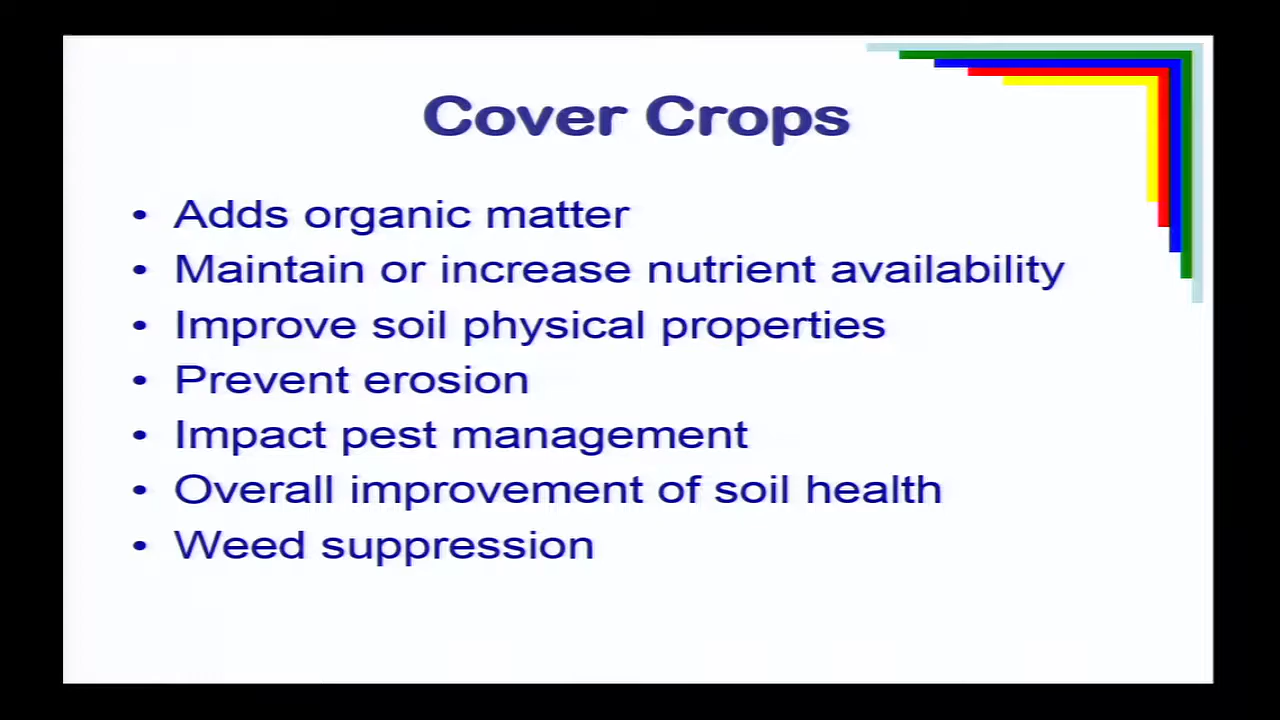 Cover Crops
• Adds organic matter
• Maintain or increase nutrient availability
• Improve soil physical properties
• Prevent erosion
• Impact pest management
• Overall improvement of soil health
• Weed suppression